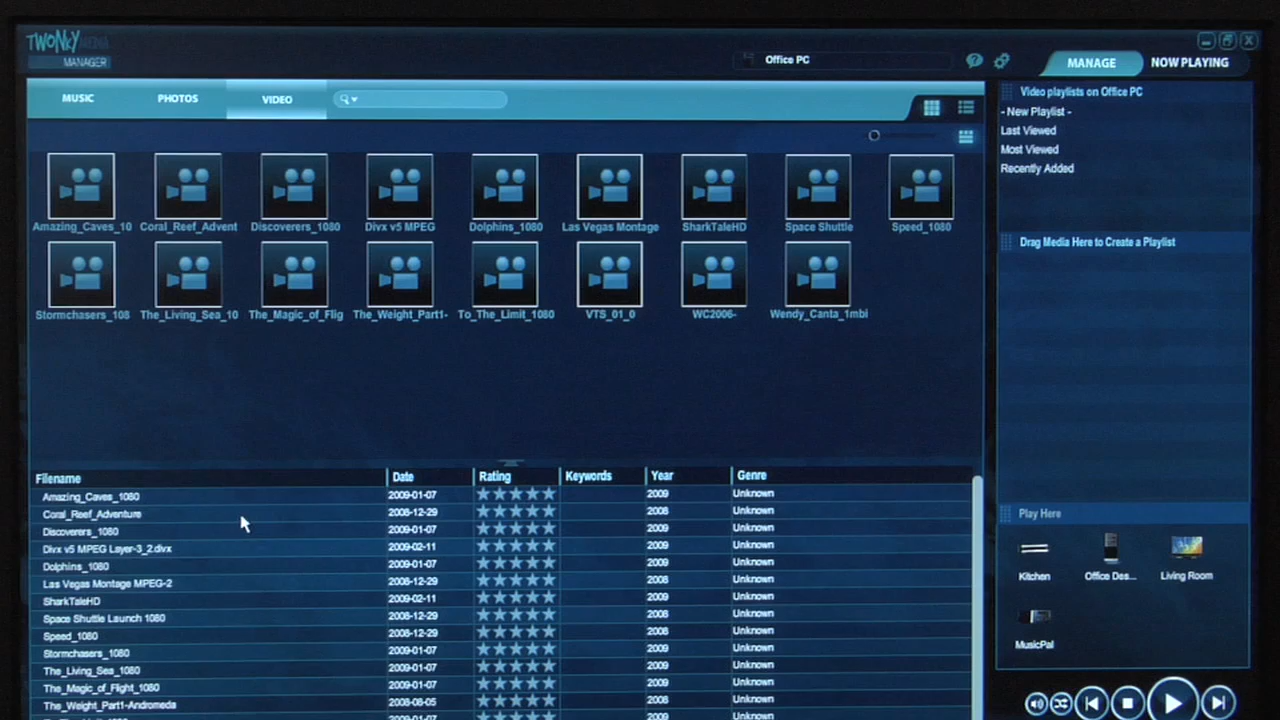 TWONKY MEDIA
MANAGER
Office PC
MANAGE
NOW PLAYING
MUSIC
PHOTOS
VIDEO
Video playlists on Office PC
- New Playlist -
Last Viewed
Most Viewed
Recently Added
Amazing_Caves_10
Coral_Reef_Advent
Discoverers_1080
Divx v5 MPEG
Dolphins_1080
Las Vegas Montage
SharkTaleHD
Space Shuttle
Speed_1080
Drag Media Here to Create a Playlist
Stormchasers_108
The_Living_Sea_10
The_Magic_of_Flig
The_Weight_Part1-
To_The_Limit_1080
VTS_01_0
WC2006-
Wendy_Canta_1mbi
Filename Date Rating Keywords Year Genre
Amazing_Caves_1080 2009-01-07 2009 Unknown
Coral_Reef_Adventure 2008-12-29 2008 Unknown
Discoverers_1080 2009-01-07 2009 Unknown
Divx v5 MPEG Layer-3_2.divx 2009-02-11 2009 Unknown
Dolphins_1080 2009-01-07 2009 Unknown
Las Vegas Montage MPEG-2 2008-12-29 2008 Unknown
SharkTaleHD 2009-02-11 2009 Unknown
Space Shuttle Launch 1080 2008-12-29 2008 Unknown
Speed_1080 2008-12-29 2008 Unknown
Stormchasers_1080 2009-01-07 2009 Unknown
The_Living_Sea_1080 2009-01-07 2009 Unknown
The_Magic_of_Flight_1080 2009-01-07 2009 Unknown
The_Weight_Part1-Andromeda 2008-08-05 2008 Unknown
2009-01-07 2009 Unknown
Play Here
Kitchen
Office Des...
Living Room
MusicPal